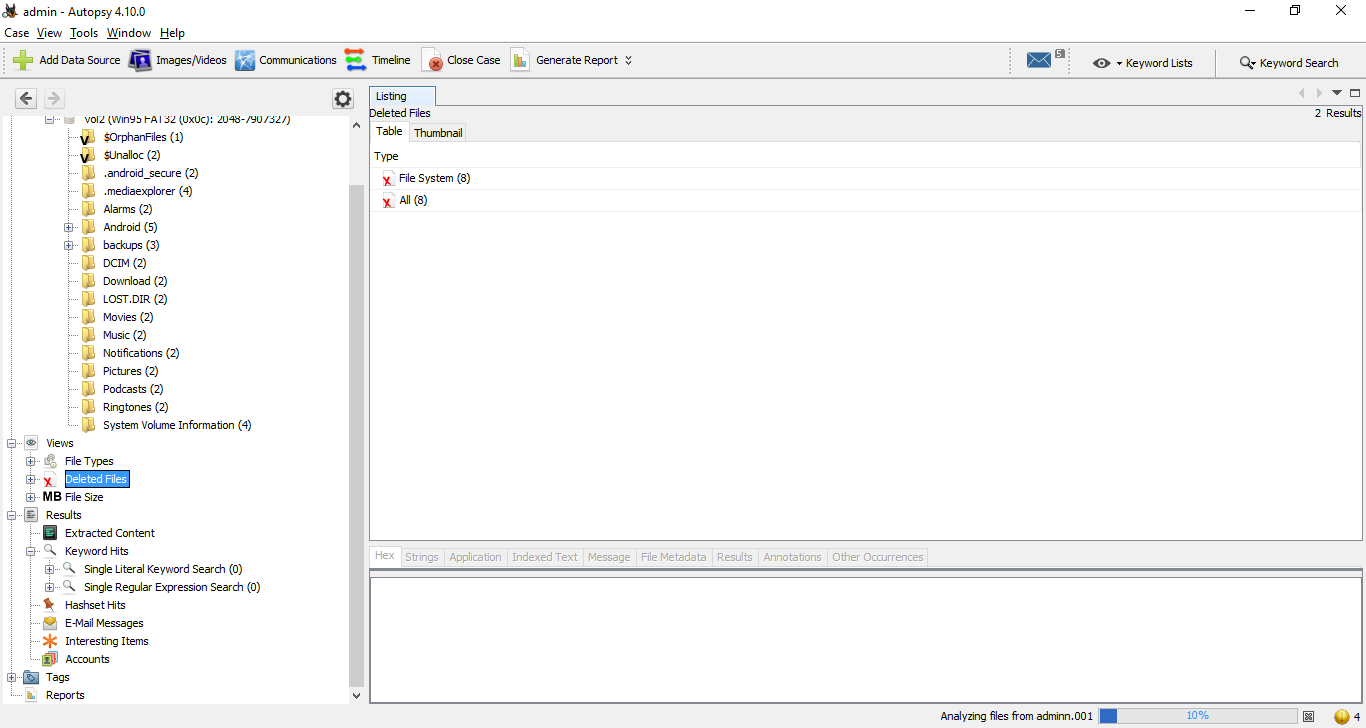 admin - Autopsy 4.10.0
Case View Tools Window Help
Add Data Source Images/Videos Communications Timeline Close Case Generate Report 5 Keyword Lists Keyword Search
vol2 (Win95 FAT32 (0x0c): 2048-7907327)
$OrphanFiles (1)
$Unalloc (2)
.android_secure (2)
.mediaexplorer (4)
Alarms (2)
Android (5)
backups (3)
DCIM (2)
Download (2)
LOST.DIR (2)
Movies (2)
Music (2)
Notifications (2)
Pictures (2)
Podcasts (2)
Ringtones (2)
System Volume Information (4)
Views
File Types
Deleted Files
MB File Size
Results
Extracted Content
Keyword Hits
Single Literal Keyword Search (0)
Single Regular Expression Search (0)
Hashset Hits
E-Mail Messages
Interesting Items
Accounts
Tags
Reports
Listing
Deleted Files 2 Results
Table Thumbnail
Type
File System (8)
All (8)
Hex Strings Application Indexed Text Message File Metadata Results Annotations Other Occurrences
Analyzing files from adminn.001 10% 4